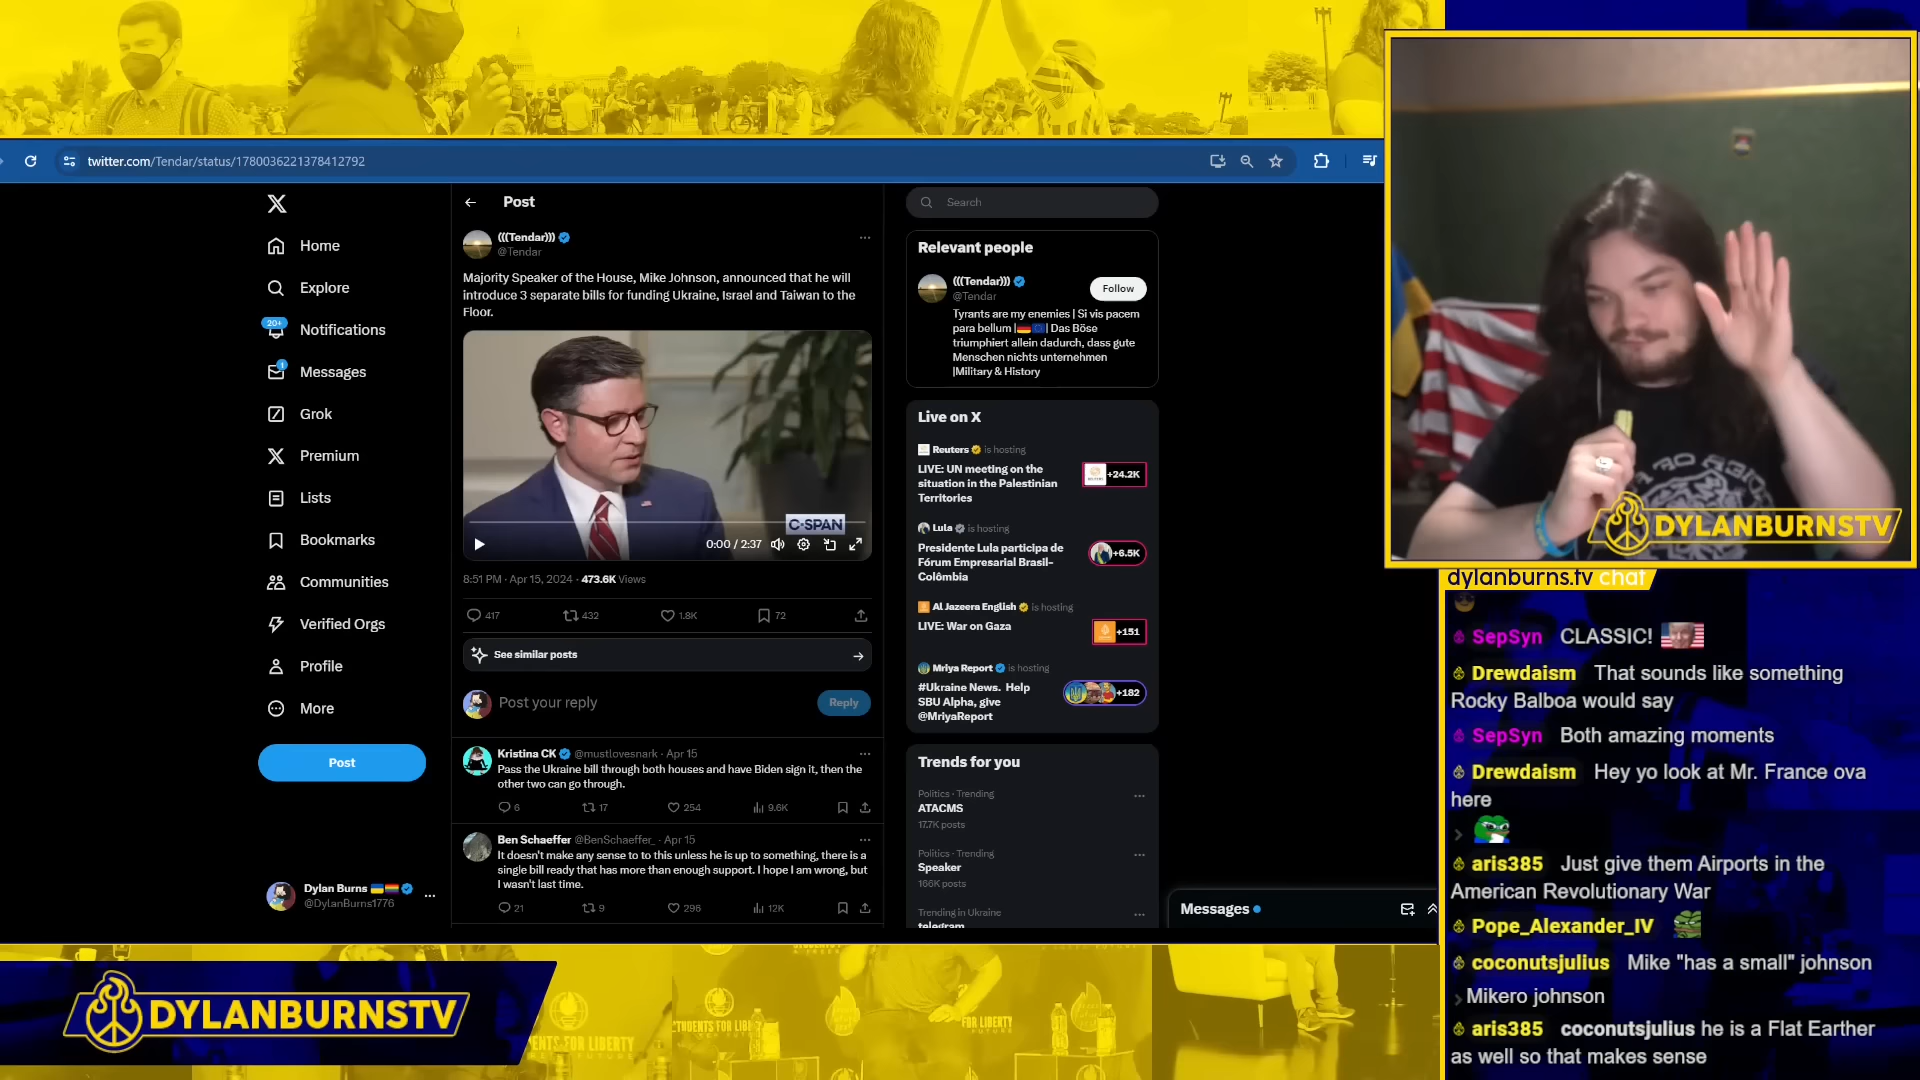 twitter.com/Tendar/status/1780036221378412792
Home
Explore
20+
Notifications
1
Messages
Grok
Premium
Lists
Bookmarks
Communities
Verified Orgs
Profile
More
Post
Dylan Burns
@DylanBurns1776
Post
(((Tendar)))
@Tendar
Majority Speaker of the House, Mike Johnson, announced that he will
introduce 3 separate bills for funding Ukraine, Israel and Taiwan to the
Floor.
C-SPAN
0:00 / 2:37
8:51 PM · Apr 15, 2024 · 473.6K Views
417 432 1.8K 72
See similar posts
Post your reply
Reply
Kristina CK @mustlovesnark · Apr 15
Pass the Ukraine bill through both houses and have Biden sign it, then the
other two can go through.
6 17 254 9.6K
Ben Schaeffer @BenSchaeffer_ · Apr 15
It doesn't make any sense to to this unless he is up to something, there is a
single bill ready that has more than enough support. I hope I am wrong, but
I wasn't last time.
21 9 296 12K
Search
Relevant people
(((Tendar)))
@Tendar
Follow
Tyrants are my enemies | Si vis pacem
para bellum | | Das Böse
triumphiert allein dadurch, dass gute
Menschen nichts unternehmen
|Military & History
Live on X
Reuters is hosting
LIVE: UN meeting on the
situation in the Palestinian
Territories
+24.2K
Lula is hosting
Presidente Lula participa de
Fórum Empresarial Brasil-
Colômbia
+6.5K
Al Jazeera English is hosting
LIVE: War on Gaza
+151
Mriya Report is hosting
#Ukraine News. Help
SBU Alpha, give
@MriyaReport
+182
Trends for you
Politics · Trending
ATACMS
17.7K posts
Politics · Trending
Speaker
166K posts
Trending in Ukraine
telegram
Messages
DYLANBURNSTV
dylanburns.tv chat
SepSyn CLASSIC!
Drewdaism That sounds like something
Rocky Balboa would say
SepSyn Both amazing moments
Drewdaism Hey yo look at Mr. France ova
here
aris385 Just give them Airports in the
American Revolutionary War
Pope_Alexander_IV
coconutsjulius Mike "has a small" johnson
Mikero johnson
aris385 coconutsjulius he is a Flat Earther
as well so that makes sense
DYLANBURNSTV
FOR LIBERTY